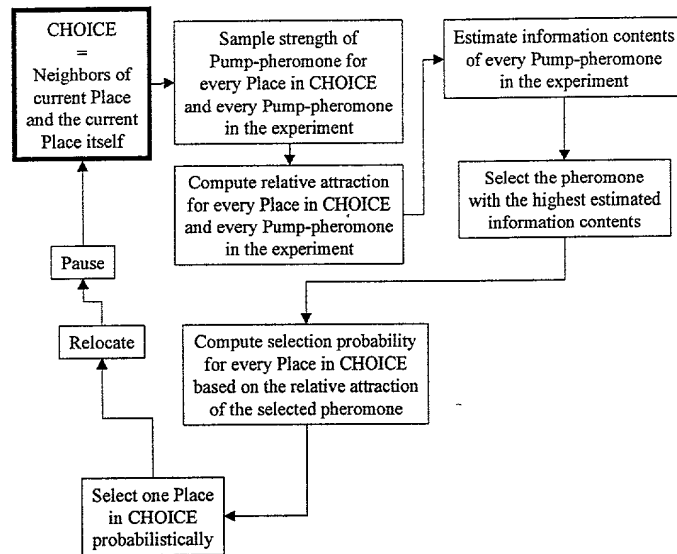 CHOICE
=
Neighbors of
current Place
and the current
Place itself
Sample strength of
Pump-pheromone for
every Place in CHOICE
and every Pump-pheromone
in the experiment
Compute relative attraction
for every Place in CHOICE
and every Pump-pheromone
in the experiment
Estimate information contents
of every Pump-pheromone
in the experiment
Select the pheromone
with the highest estimated
information contents
Compute selection probability
for every Place in CHOICE
based on the relative attraction
of the selected pheromone
Select one Place
in CHOICE
probabilistically
Relocate
Pause